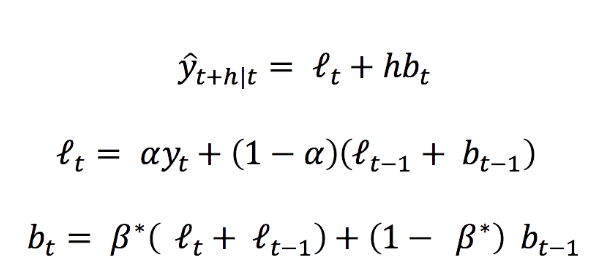 ŷ_{t+h|t} = ℓ_t + hb_t
ℓ_t = αy_t + (1 − α)(ℓ_{t−1} + b_{t−1})
b_t = β*( ℓ_t + ℓ_{t−1}) + (1 − β*) b_{t−1}